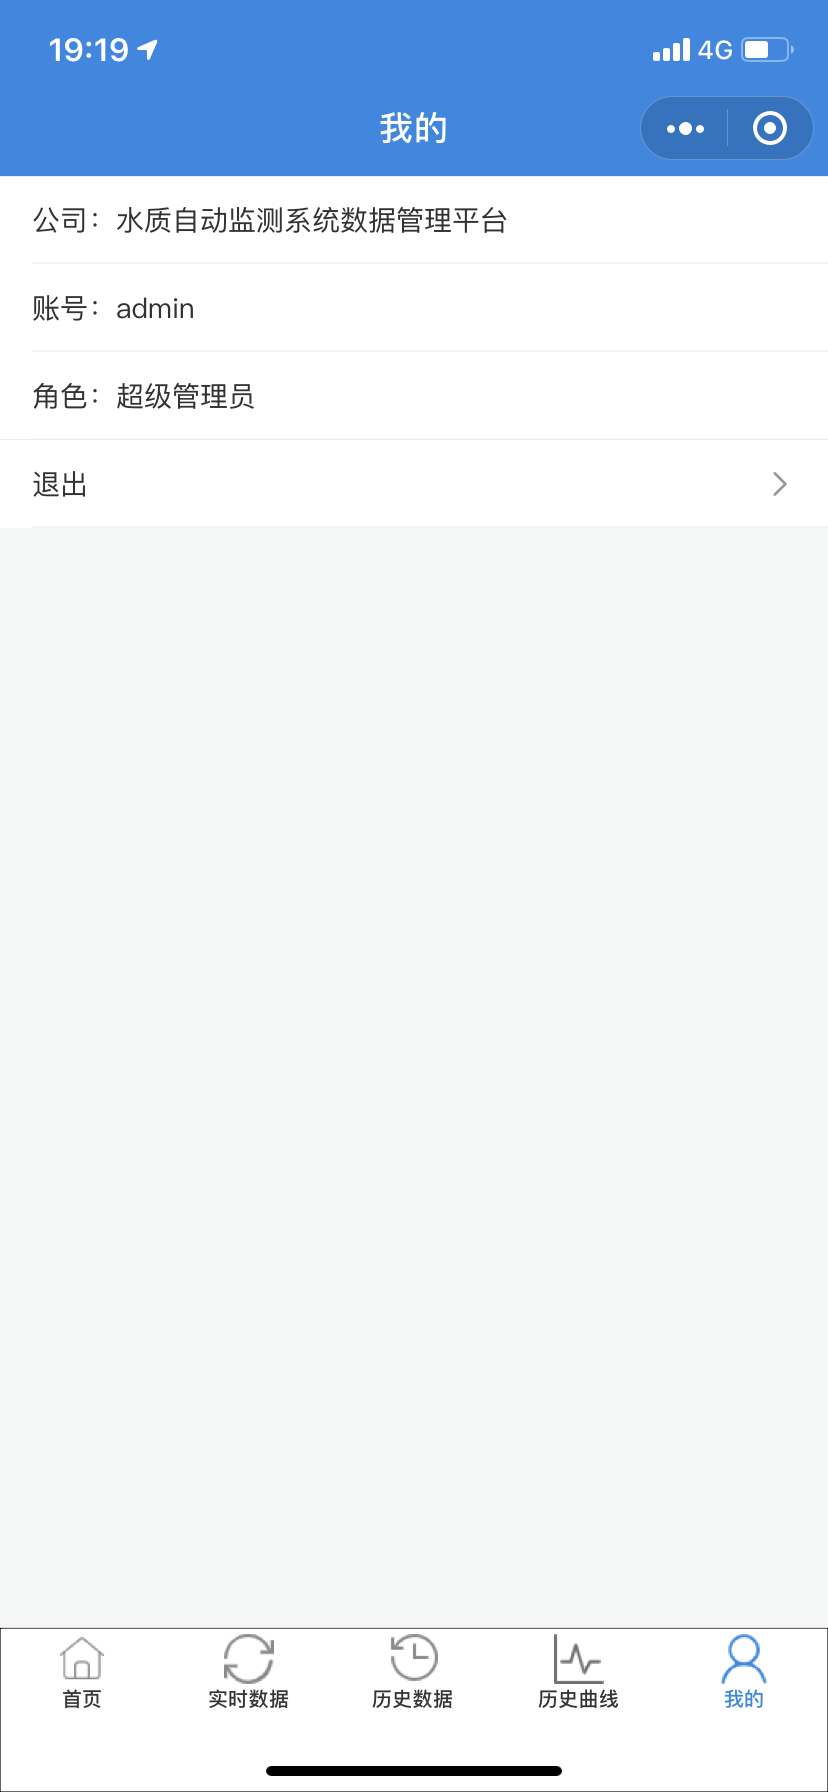 19:19
4G
我的
公司：水质自动监测系统数据管理平台
账号：admin
角色：超级管理员
退出
首页
实时数据
历史数据
历史曲线
我的